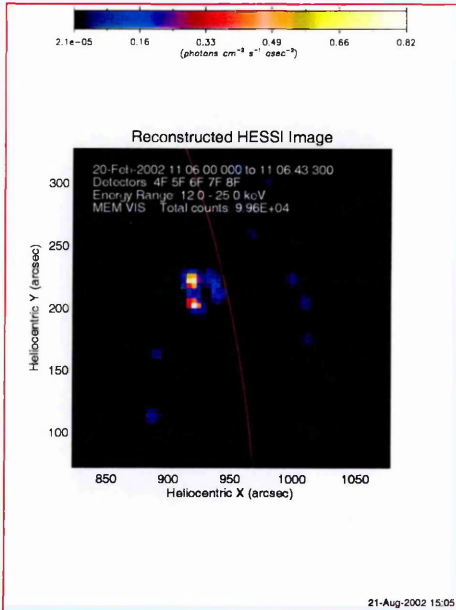 2.1e-05 0.16 0.33 0.49 0.66 0.82
(photons cm⁻² s⁻¹ asec⁻²)
Reconstructed HESSI Image
20-Feb-2002 11 06 00 000 to 11 06 43 300
Detectors 4F 5F 6F 7F 8F
Energy Range 12 0 - 25 0 keV
MEM VIS Total counts 9 96E+04
300
250
200
150
100
Heliocentric Y (arcsec)
850 900 950 1000 1050
Heliocentric X (arcsec)
21-Aug-2002 15:05